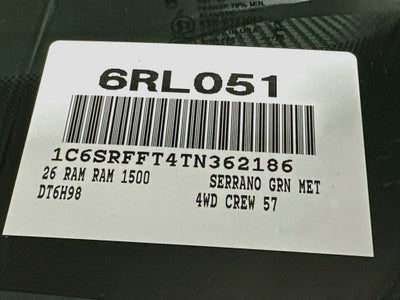 6RL051
1C6SRFFT4TN362186
26 RAM RAM 1500 SERRANO GRN MET
DT6H98 4WD CREW 57